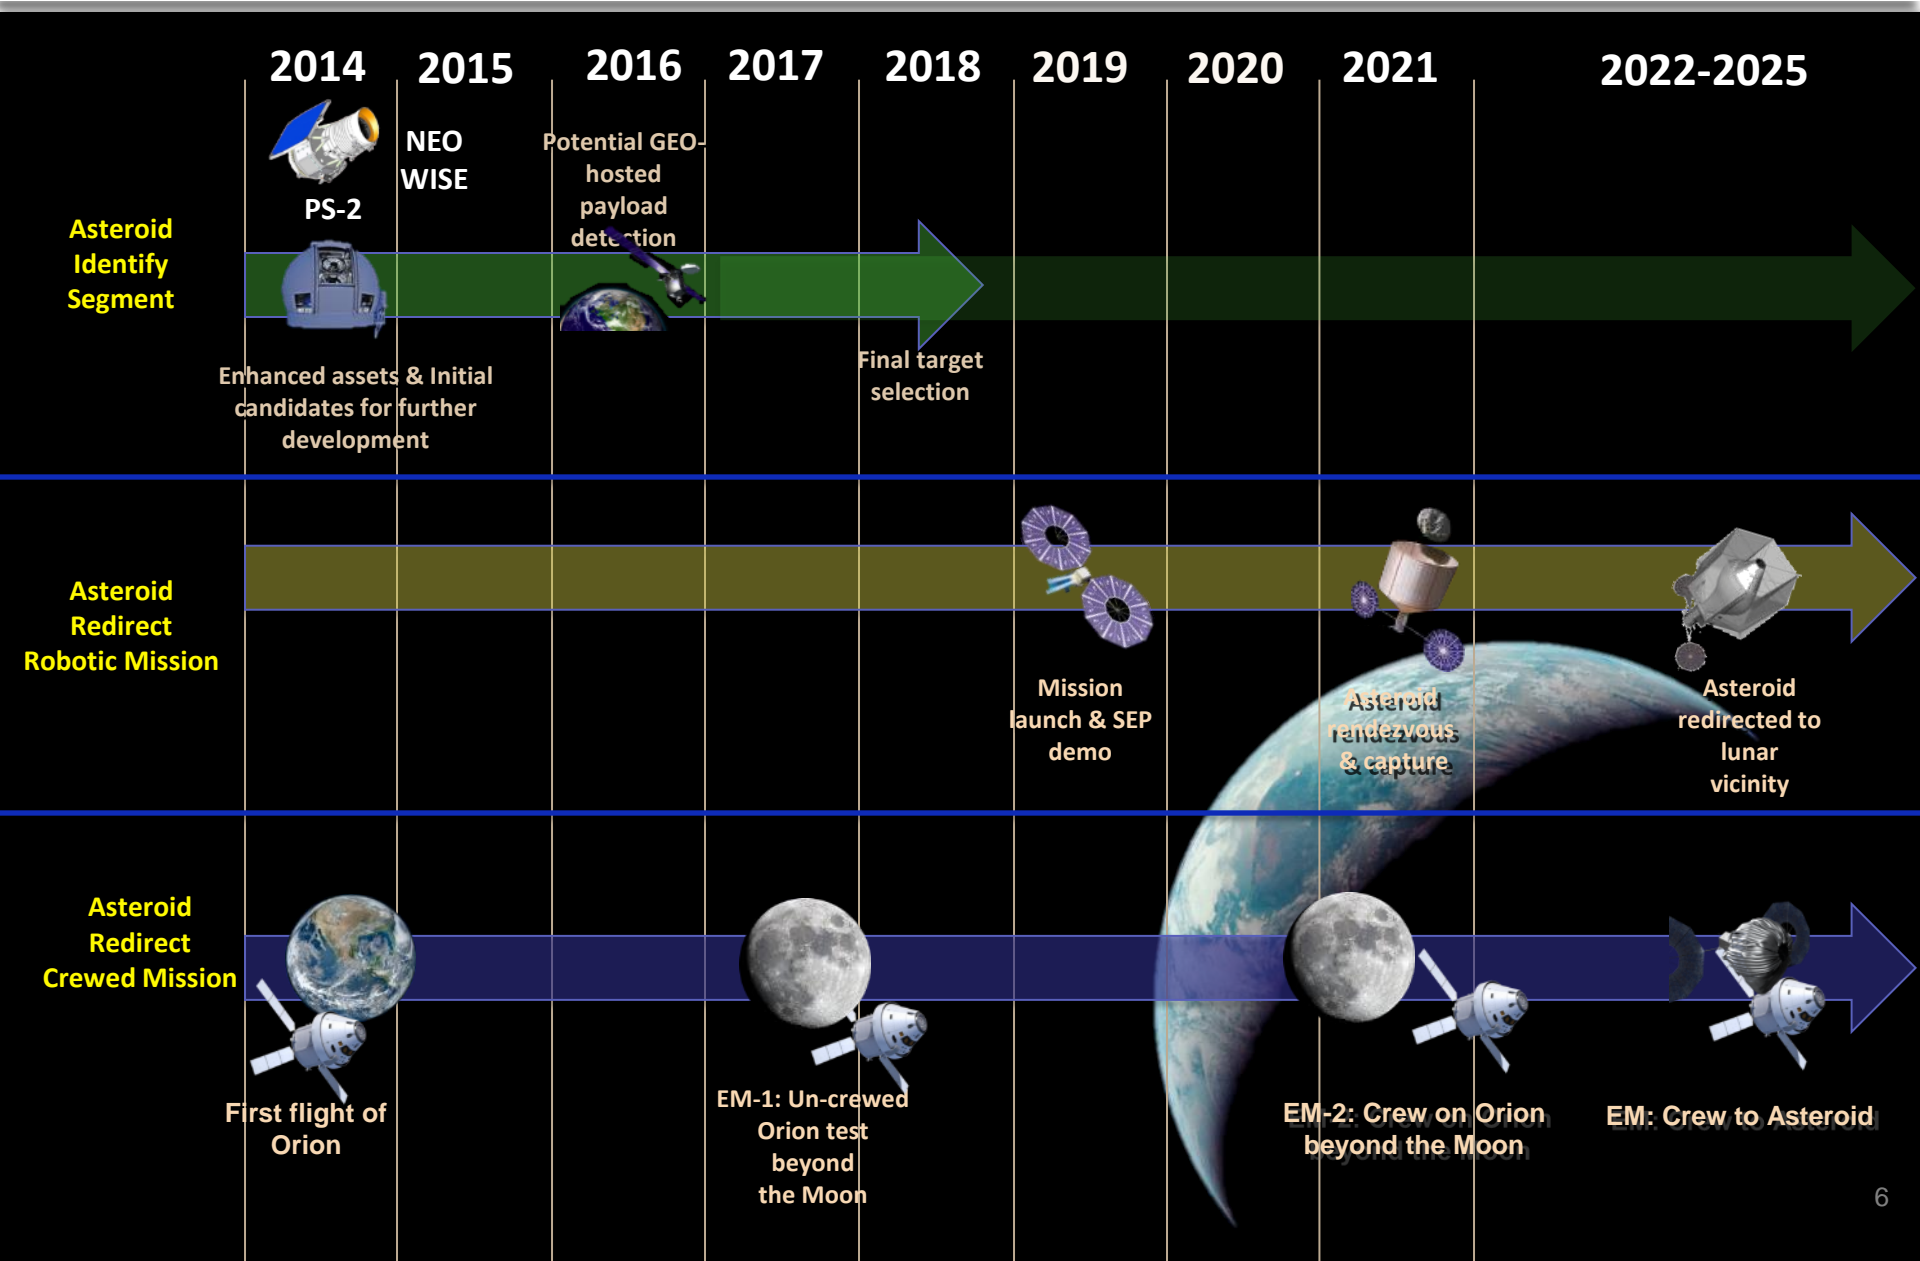 2014 2015 2016 2017 2018 2019 2020 2021 2022-2025
NEO
WISE
PS-2
Potential GEO-
hosted
payload
detection
Asteroid
Identify
Segment
Final target
selection
Enhanced assets & Initial
candidates for further
development
Asteroid
Redirect
Robotic Mission
Mission
launch & SEP
demo
Asteroid
rendezvous
& capture
Asteroid
redirected to
lunar
vicinity
Asteroid
Redirect
Crewed Mission
First flight of
Orion
EM-1: Un-crewed
Orion test
beyond
the Moon
EM-2: Crew on Orion
beyond the Moon
EM: Crew to Asteroid
6